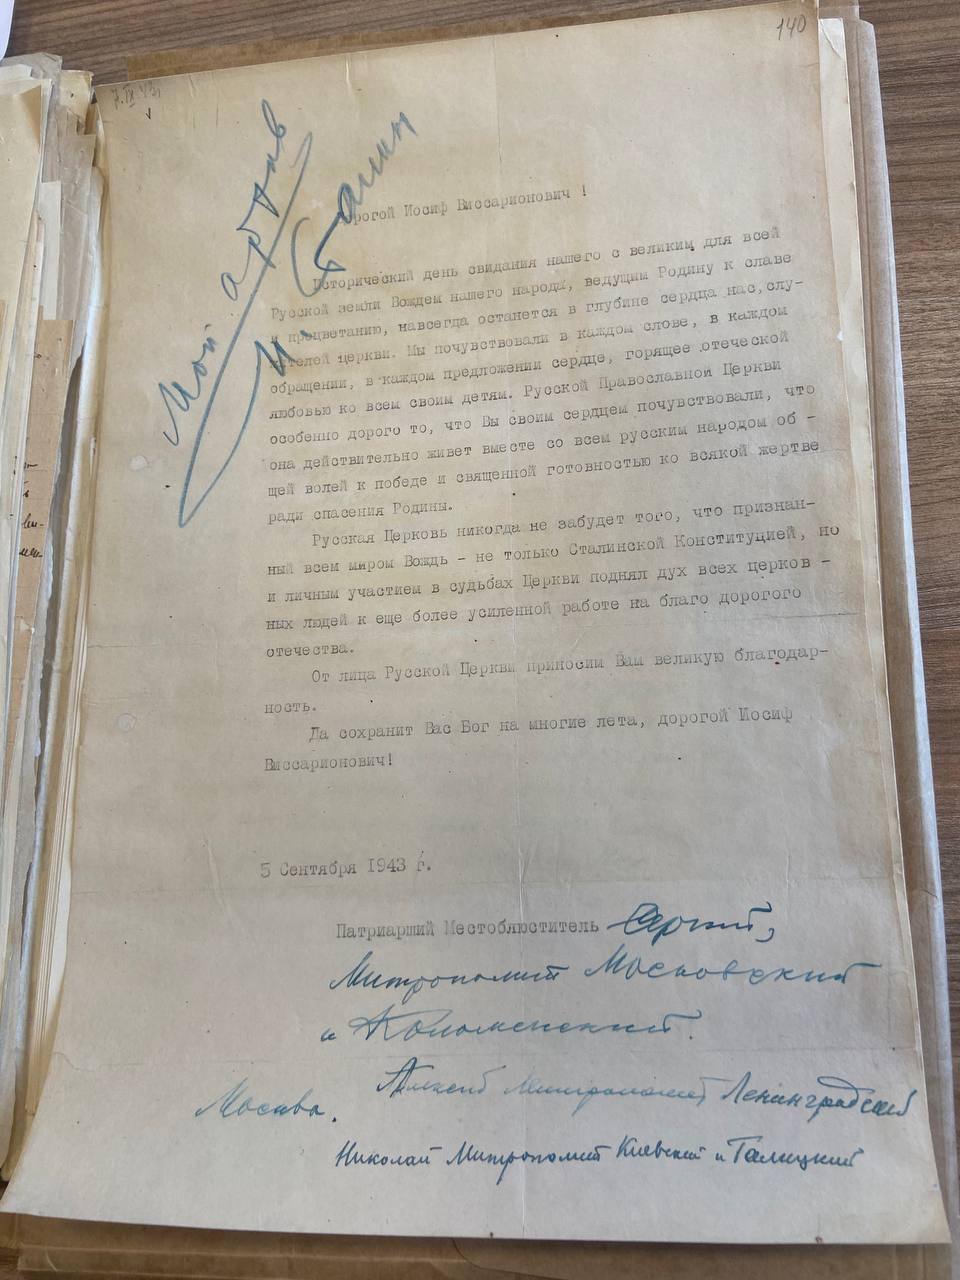 140
7.IX 43.
Мой архив
И. Сталин
Дорогой Иосиф Виссарионович !
Исторический день свидания нашего с великим для всей
Русской земли Вождем нашего народа, ведущим Родину к славе
и процветанию, навсегда останется в глубине сердца нас,слу-
жителей церкви. Мы почувствовали в каждом слове, в каждом
обращении, в каждом предложении сердце, горящее отеческой
любовью ко всем своим детям. Русской Православной Церкви
особенно дорого то, что Вы своим сердцем почувствовали, что
она действительно живет вместе со всем русским народом об -
щей волей к победе и священной готовностью ко всякой жертве
ради спасения Родины.
Русская Церковь никогда не забудет того, что признан-
ный всем миром Вождь - не только Сталинской Конституцией, но
и личным участием в судьбах Церкви поднял дух всех церков -
ных людей к еще более усиленной работе на благо дорогого
отечества.
От лица Русской Церкви приносим Вам великую благодар-
ность.
Да сохранит Вас Бог на многие лета, дорогой Иосиф
Виссарионович!
5 Сентября 1943 г.
Патриарший Местоблюститель Сергий,
Митрополит Московский
и Коломенский.
Алексий Митрополит Ленинградский
Москва.
Николай Митрополит Киевский и Галицкий